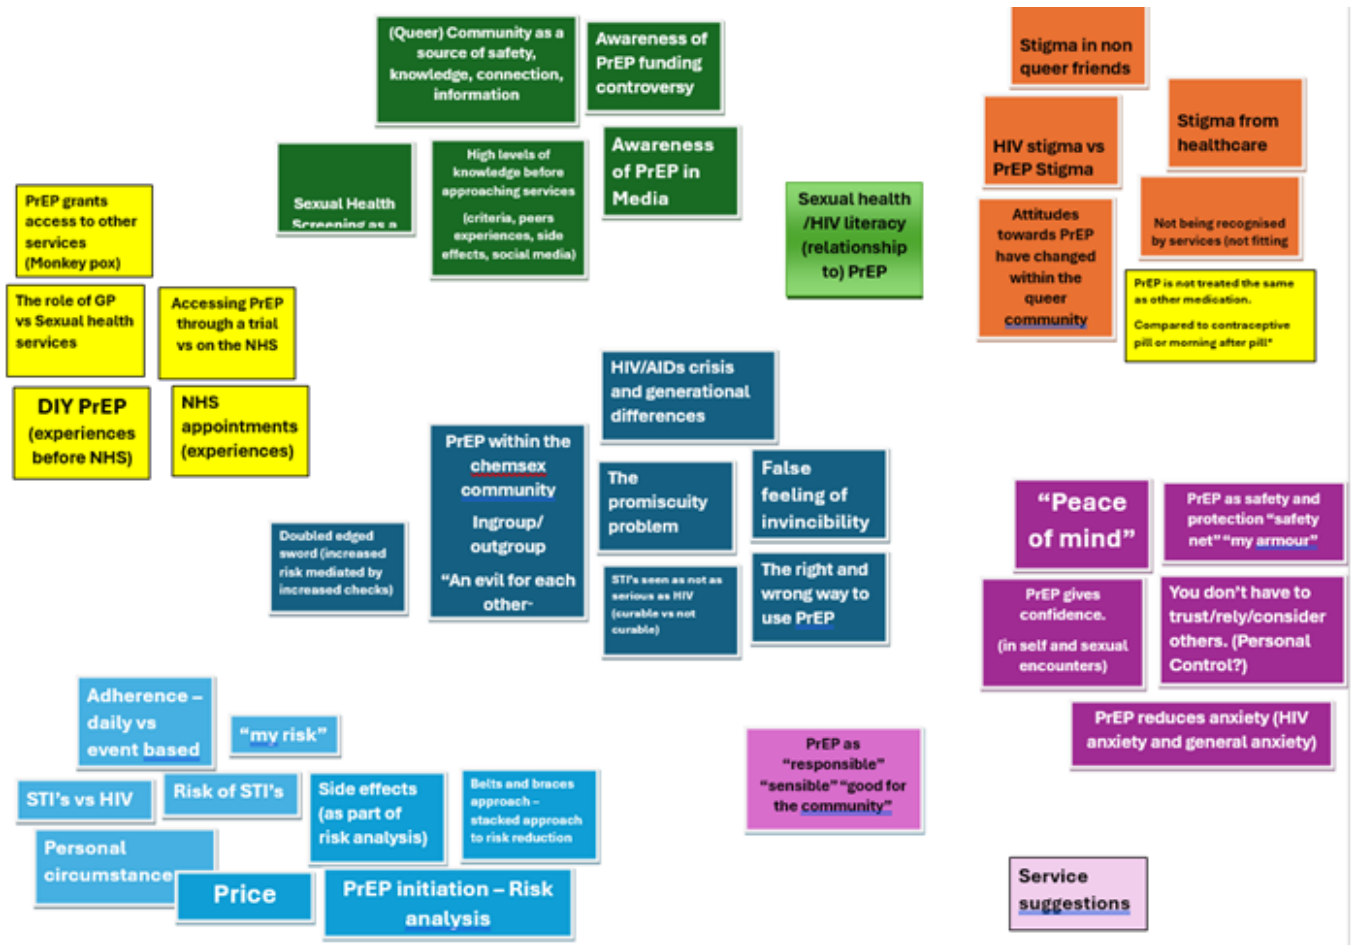 (Queer) Community as a
source of safety,
knowledge, connection,
information
Awareness of
PrEP funding
controversy
Sexual Health
Screening as a
High levels of
knowledge before
approaching services
(criteria, peers
experiences, side
effects, social media)
Awareness
of PrEP in
Media
Sexual health
/HIV literacy
(relationship
to) PrEP
Stigma in non
queer friends
HIV stigma vs
PrEP Stigma
Stigma from
healthcare
Attitudes
towards PrEP
have changed
within the
queer
community
Not being recognised
by services (not fitting
PrEP is not treated the same
as other medication.
Compared to contraceptive
pill or morning after pill*
PrEP grants
access to other
services
(Monkey pox)
The role of GP
vs Sexual health
services
Accessing PrEP
through a trial
vs on the NHS
DIY PrEP
(experiences
before NHS)
NHS
appointments
(experiences)
HIV/AIDs crisis
and generational
differences
PrEP within the
chemsex
community
Ingroup/
outgroup
“An evil for each
other”
The
promiscuity
problem
False
feeling of
invincibility
Doubled edged
sword (increased
risk mediated by
increased checks)
STI's seen as not as
serious as HIV
(curable vs not
curable)
The right and
wrong way to
use PrEP
“Peace
of mind”
PrEP as safety and
protection “safety
net” “my armour”
PrEP gives
confidence.
(in self and sexual
encounters)
You don’t have to
trust/rely/consider
others. (Personal
Control?)
PrEP reduces anxiety (HIV
anxiety and general anxiety)
Adherence –
daily vs
event based
“my risk”
STI’s vs HIV
Risk of STI’s
Side effects
(as part of
risk analysis)
Belts and braces
approach –
stacked approach
to risk reduction
Personal
circumstance
Price
PrEP initiation – Risk
analysis
PrEP as
“responsible”
“sensible” “good for
the community”
Service
suggestions